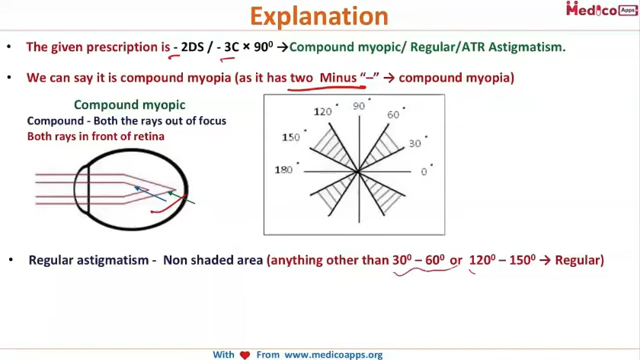 Explanation
Medico Apps
• The given prescription is - 2DS / - 3C × 90⁰ →Compound myopic/ Regular/ATR Astigmatism.
• We can say it is compound myopia (as it has two Minus “–” → compound myopia)
Compound myopic
Compound - Both the rays out of focus
Both rays in front of retina
90°
120° 60°
150° 30°
180° 0°
• Regular astigmatism - Non shaded area (anything other than 30⁰ – 60⁰ or 120⁰ – 150⁰ → Regular)
With ❤ From www.medicoapps.org